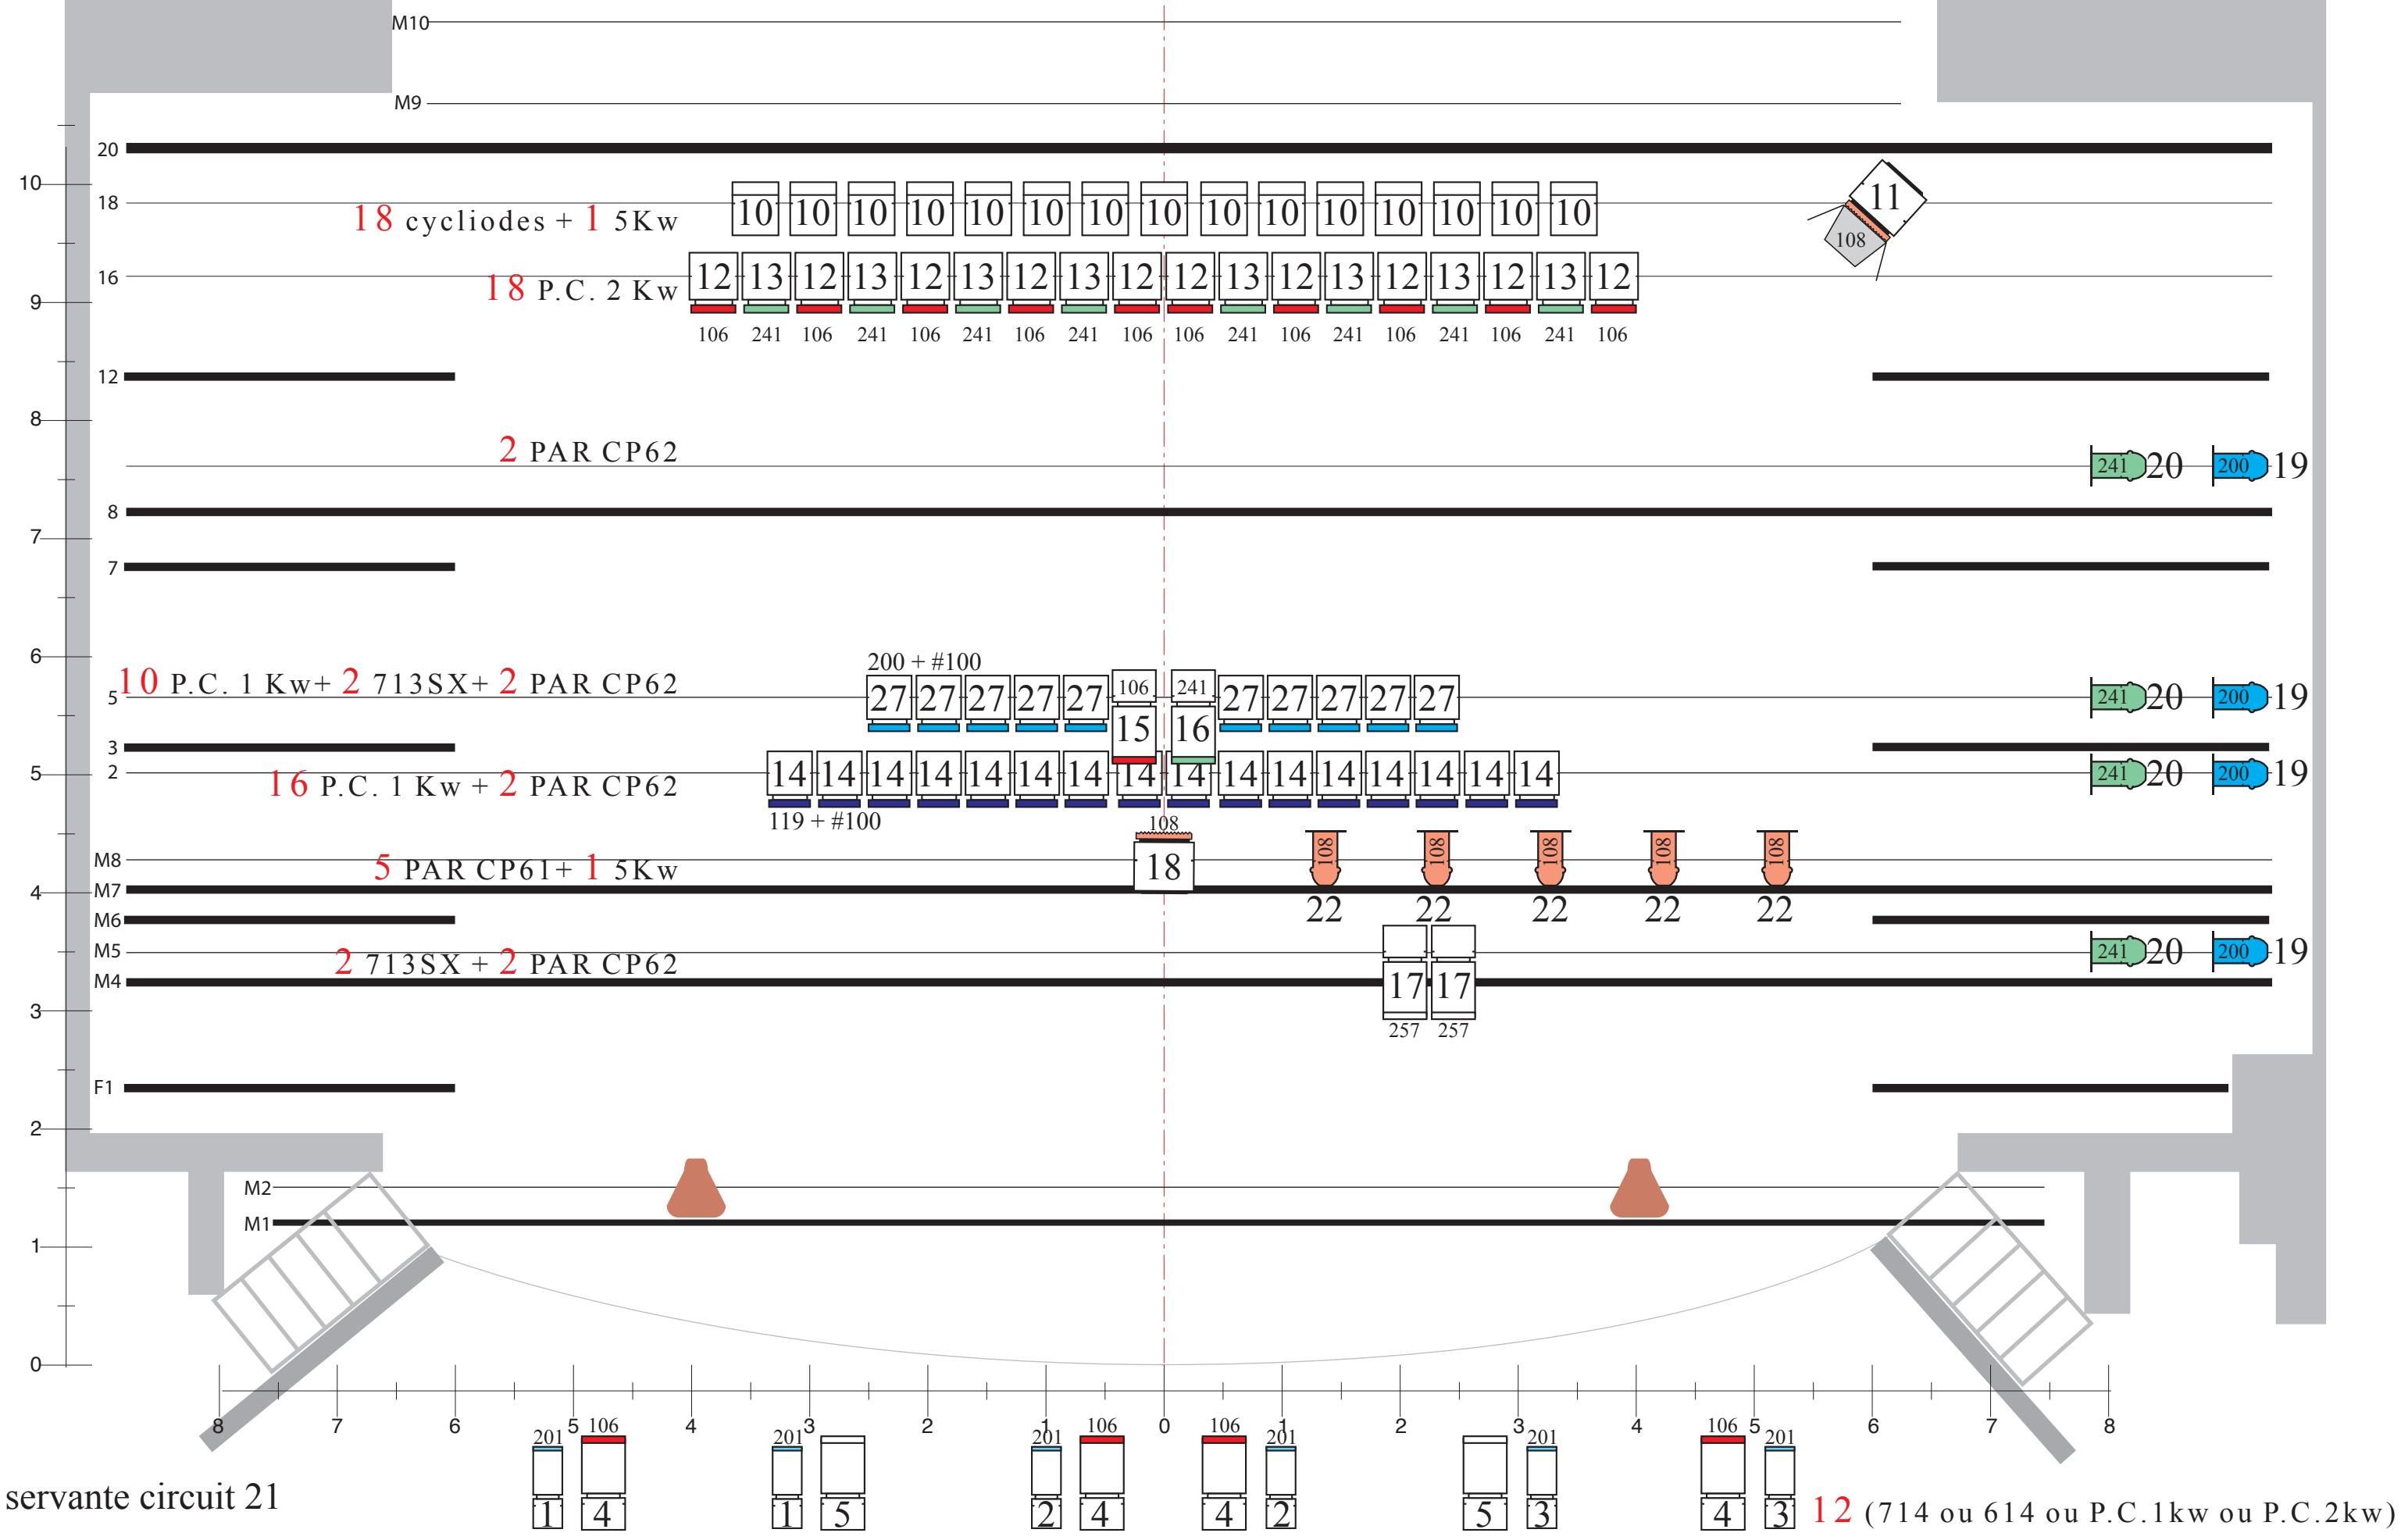 M10
M9
20
10
18
18 cycliodes + 1 5Kw
10 10 10 10 10 10 10 10 10 10 10 10 10 10 10
11
108
16
18 P.C. 2 Kw
12 13 12 13 12 13 12 13 12 12 13 12 13 12 13 12 13 12
9
106 241 106 241 106 241 106 241 106 106 241 106 241 106 241 106 241 106
12
8
2 PAR CP62
241 20 200 19
8
7
7
6
200 + #100
10 P.C. 1 Kw+ 2 713SX+ 2 PAR CP62
5
27 27 27 27 27
106 241
27 27 27 27 27
15 16
241 20 200 19
3
5
2
16 P.C. 1 Kw + 2 PAR CP62
14 14 14 14 14 14 14 14 14 14 14 14 14 14 14 14
241 20 200 19
119 + #100
108
M8
5 PAR CP61+ 1 5Kw
18
108 108 108 108 108
4
M7
22 22 22 22 22
M6
M5
2 713SX + 2 PAR CP62
241 20 200 19
M4
17 17
3
257 257
F1
2
M2
M1
1
0
8 7 6 5 4 3 2 1 0 1 2 3 4 5 6 7 8
201 106 201 201 106 106 201 201 106 201
servante circuit 21
1 4 1 5 2 4 4 2 5 3 4 3
12 (714 ou 614 ou P.C.1kw ou P.C.2kw)